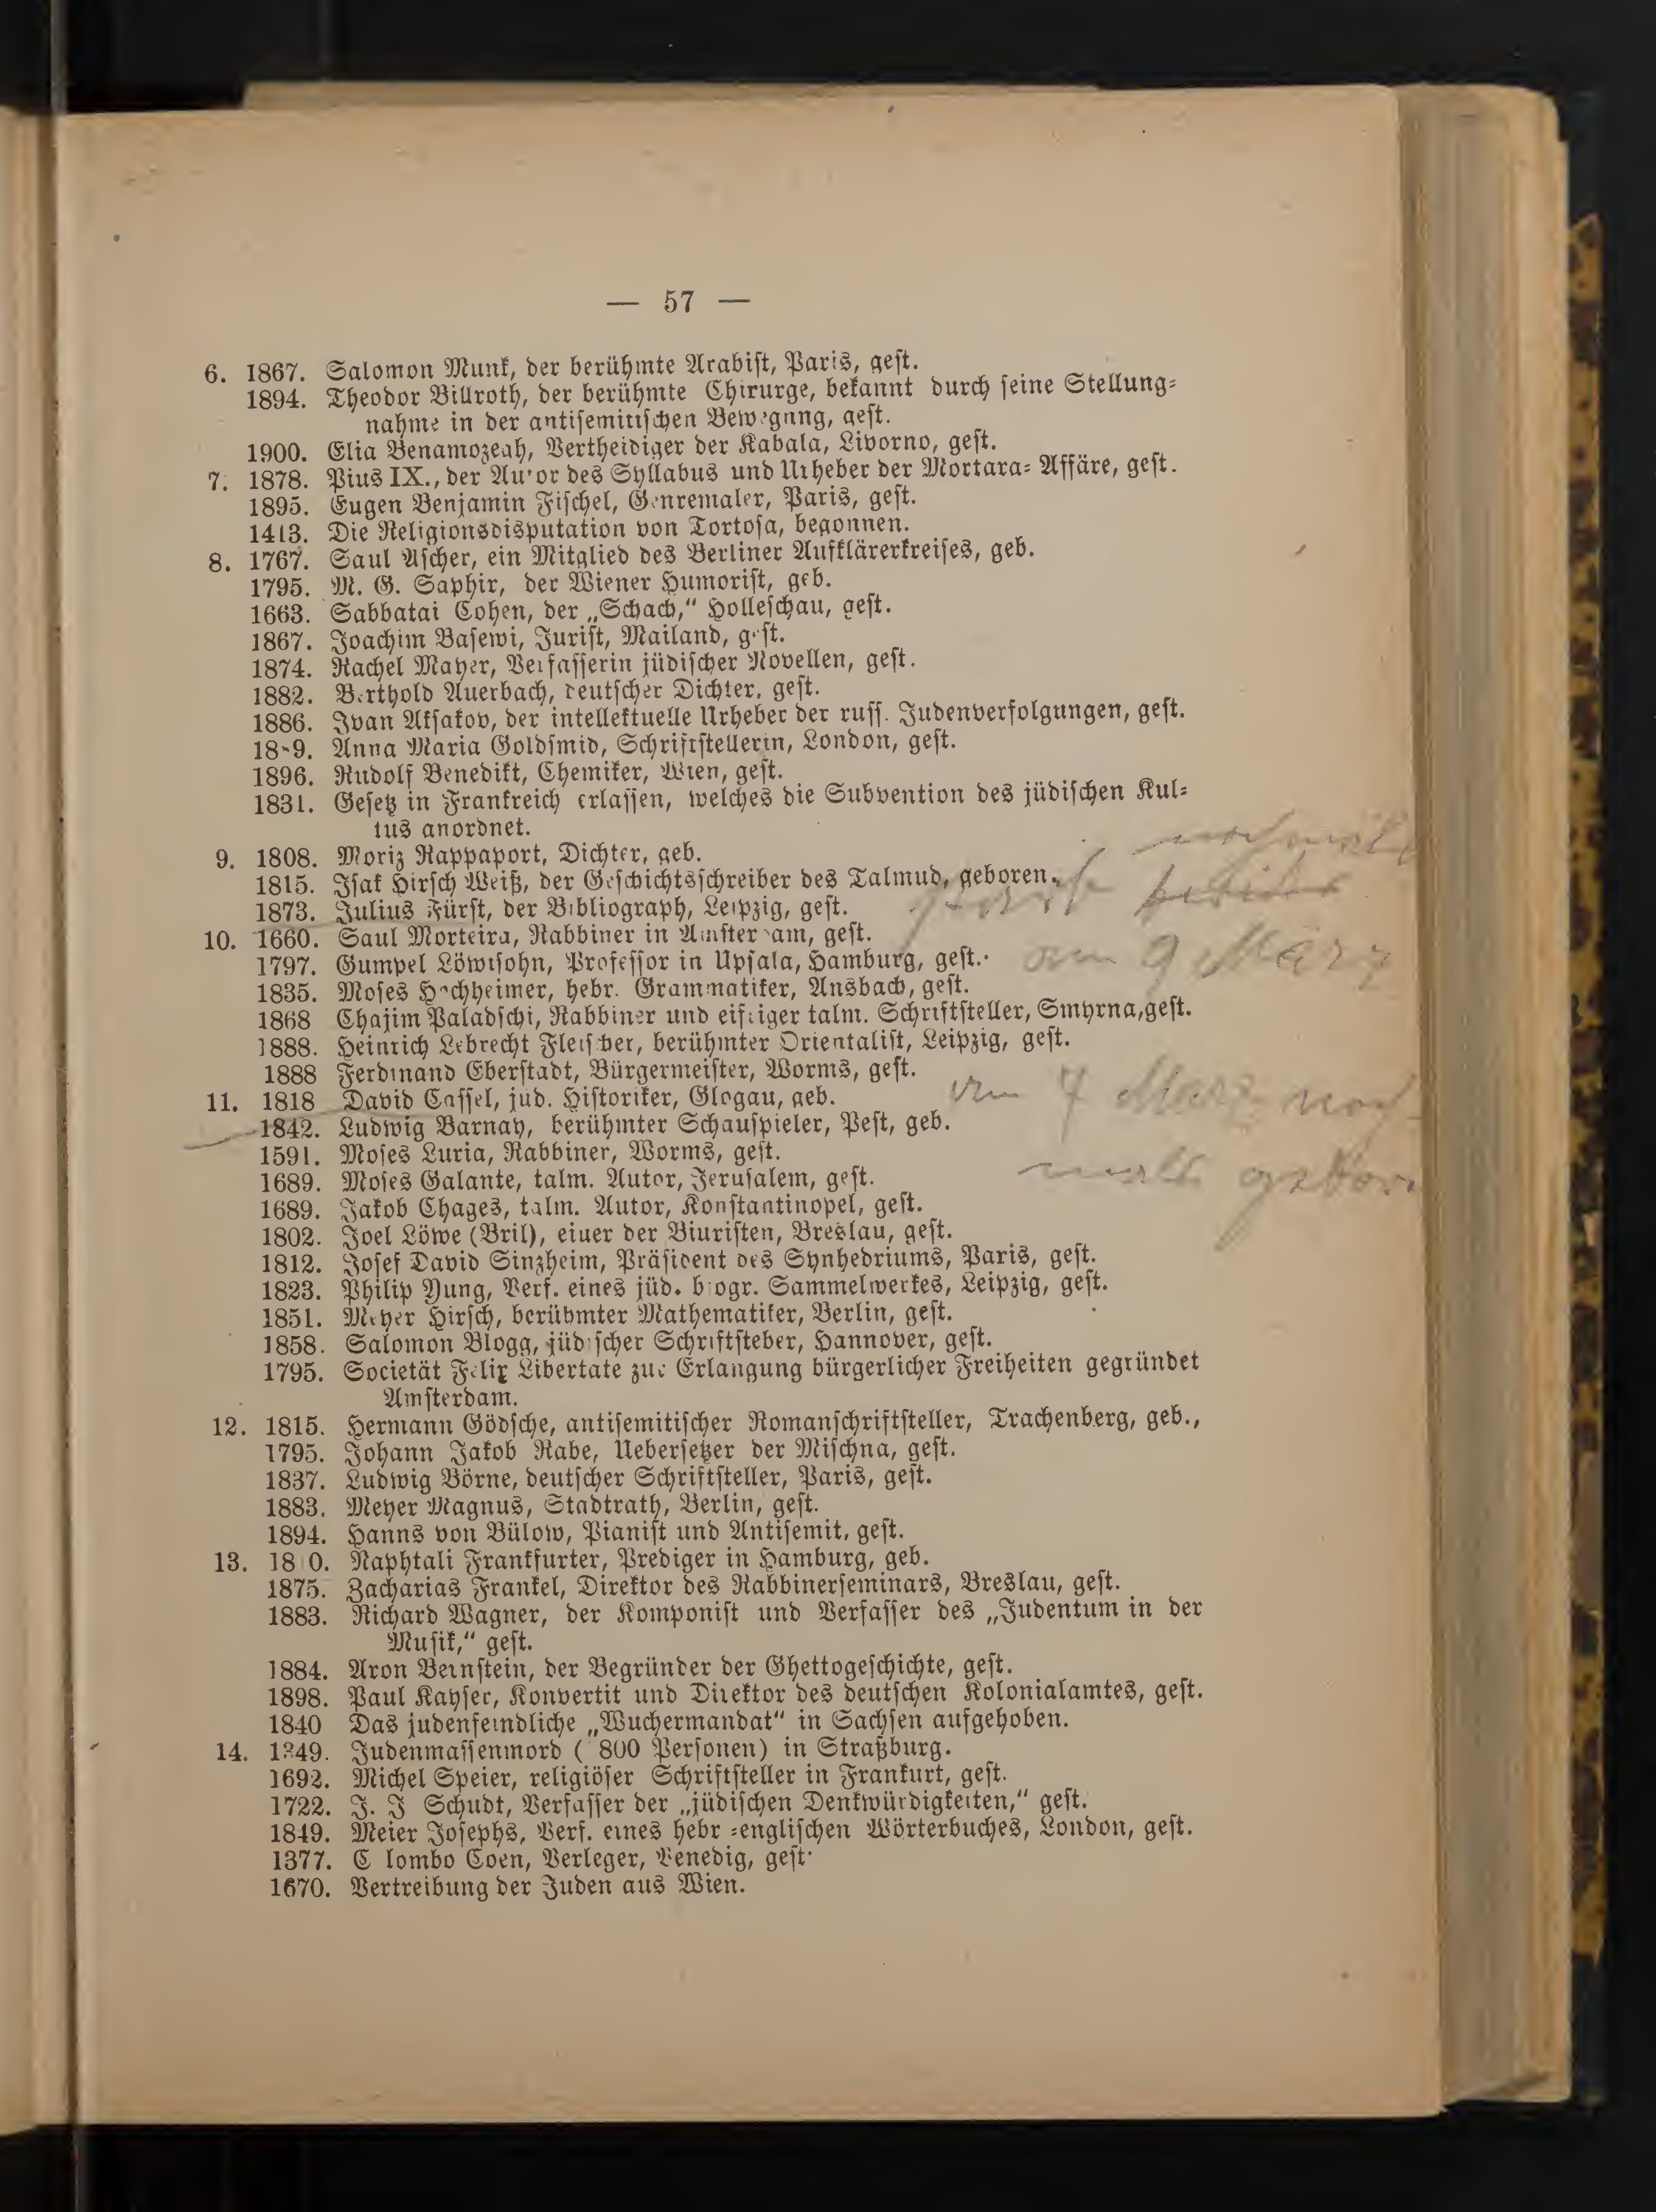 — 57 —
6. 1867. Salomon Munk, der berühmte Arabist, Paris, gest.
1894. Theodor Billroth, der berühmte Chirurge, bekannt durch seine Stellung-
nahme in der antisemitischen Bewegung, gest.
1900. Elia Benamozegh, Vertheidiger der Kabala, Livorno, gest.
7. 1878. Pius IX., der Autor des Syllabus und Urheber der Mortara-Affäre, gest.
1895. Eugen Benjamin Fischel, Genremaler, Paris, gest.
1413. Die Religionsdisputation von Tortosa, begonnen.
8. 1767. Saul Ascher, ein Mitglied des Berliner Aufklärerkreises, geb.
1795. M. G. Saphir, der Wiener Humorist, geb.
1663. Sabbatai Cohen, der „Schach,“ Holleschau, gest.
1867. Joachim Basewi, Jurist, Mailand, gest.
1874. Rachel Mayer, Verfasserin jüdischer Novellen, gest.
1882. Berthold Auerbach, deutscher Dichter, gest.
1886. Ivan Aksakov, der intellektuelle Urheber der russ. Judenverfolgungen, gest.
18 9. Anna Maria Goldsmid, Schriftstellerin, London, gest.
1896. Rudolf Benedikt, Chemiker, Wien, gest.
1831. Gesetz in Frankreich erlassen, welches die Subvention des jüdischen Kul-
tus anordnet.
9. 1808. Moriz Rappaport, Dichter, geb.
nochmals
1815. Isak Hirsch Weiß, der Geschichtsschreiber des Talmud, geboren.
1873. Julius Fürst, der Bibliograph, Leipzig, gest.
10. 1660. Saul Morteira, Rabbiner in Amsterdam, gest.
1797. Gumpel Löwisohn, Professor in Upsala, Hamburg, gest. am 9 März
1835. Moses Hochheimer, hebr. Grammatiker, Ansbach, gest.
1868 Chajim Paladschi, Rabbiner und eifriger talm. Schriftsteller, Smyrna, gest.
1888. Heinrich Lebrecht Fleischer, berühmter Orientalist, Leipzig, gest.
1888 Ferdinand Eberstadt, Bürgermeister, Worms, gest.
11. 1818 David Cassel, jüd. Historiker, Glogau, geb. am 7 März noch-
1842. Ludwig Barnay, berühmter Schauspieler, Pest, geb.
1591. Moses Luria, Rabbiner, Worms, gest.
mals gebor.
1689. Moses Galante, talm. Autor, Jerusalem, gest.
1689. Jakob Chages, talm. Autor, Konstantinopel, gest.
1802. Joel Löwe (Bril), einer der Biuristen, Breslau, gest.
1812. Josef David Sinzheim, Präsident des Synhedriums, Paris, gest.
1823. Philip Yung, Verf. eines jüd. biogr. Sammelwerkes, Leipzig, gest.
1851. Meyer Hirsch, berühmter Mathematiker, Berlin, gest.
1858. Salomon Blogg, jüdischer Schriftsteber, Hannover, gest.
1795. Societät Felix Libertate zur Erlangung bürgerlicher Freiheiten gegründet
Amsterdam.
12. 1815. Hermann Gödsche, antisemitischer Romanschriftsteller, Trachenberg, geb.,
1795. Johann Jakob Rabe, Uebersetzer der Mischna, gest.
1837. Ludwig Börne, deutscher Schriftsteller, Paris, gest.
1883. Meyer Magnus, Stadtrath, Berlin, gest.
1894. Hanns von Bülow, Pianist und Antisemit, gest.
13. 18 0. Naphtali Frankfurter, Prediger in Hamburg, geb.
1875. Zacharias Frankel, Direktor des Rabbinerseminars, Breslau, gest.
1883. Richard Wagner, der Komponist und Verfasser des „Judentum in der
Musik,“ gest.
1884. Aron Bernstein, der Begründer der Ghettogeschichte, gest.
1898. Paul Kayser, Konvertit und Direktor des deutschen Kolonialamtes, gest.
1840 Das judenfeindliche „Wuchermandat“ in Sachsen aufgehoben.
14. 1349. Judenmassenmord ( 800 Personen) in Straßburg.
1692. Michel Speier, religiöser Schriftsteller in Frankurt, gest.
1722. J. J Schudt, Verfasser der „jüdischen Denkwürdigkeiten,“ gest.
1849. Meier Josephs, Verf. eines hebr -englischen Wörterbuches, London, gest.
1377. C lombo Coen, Verleger, Venedig, gest.
1670. Vertreibung der Juden aus Wien.